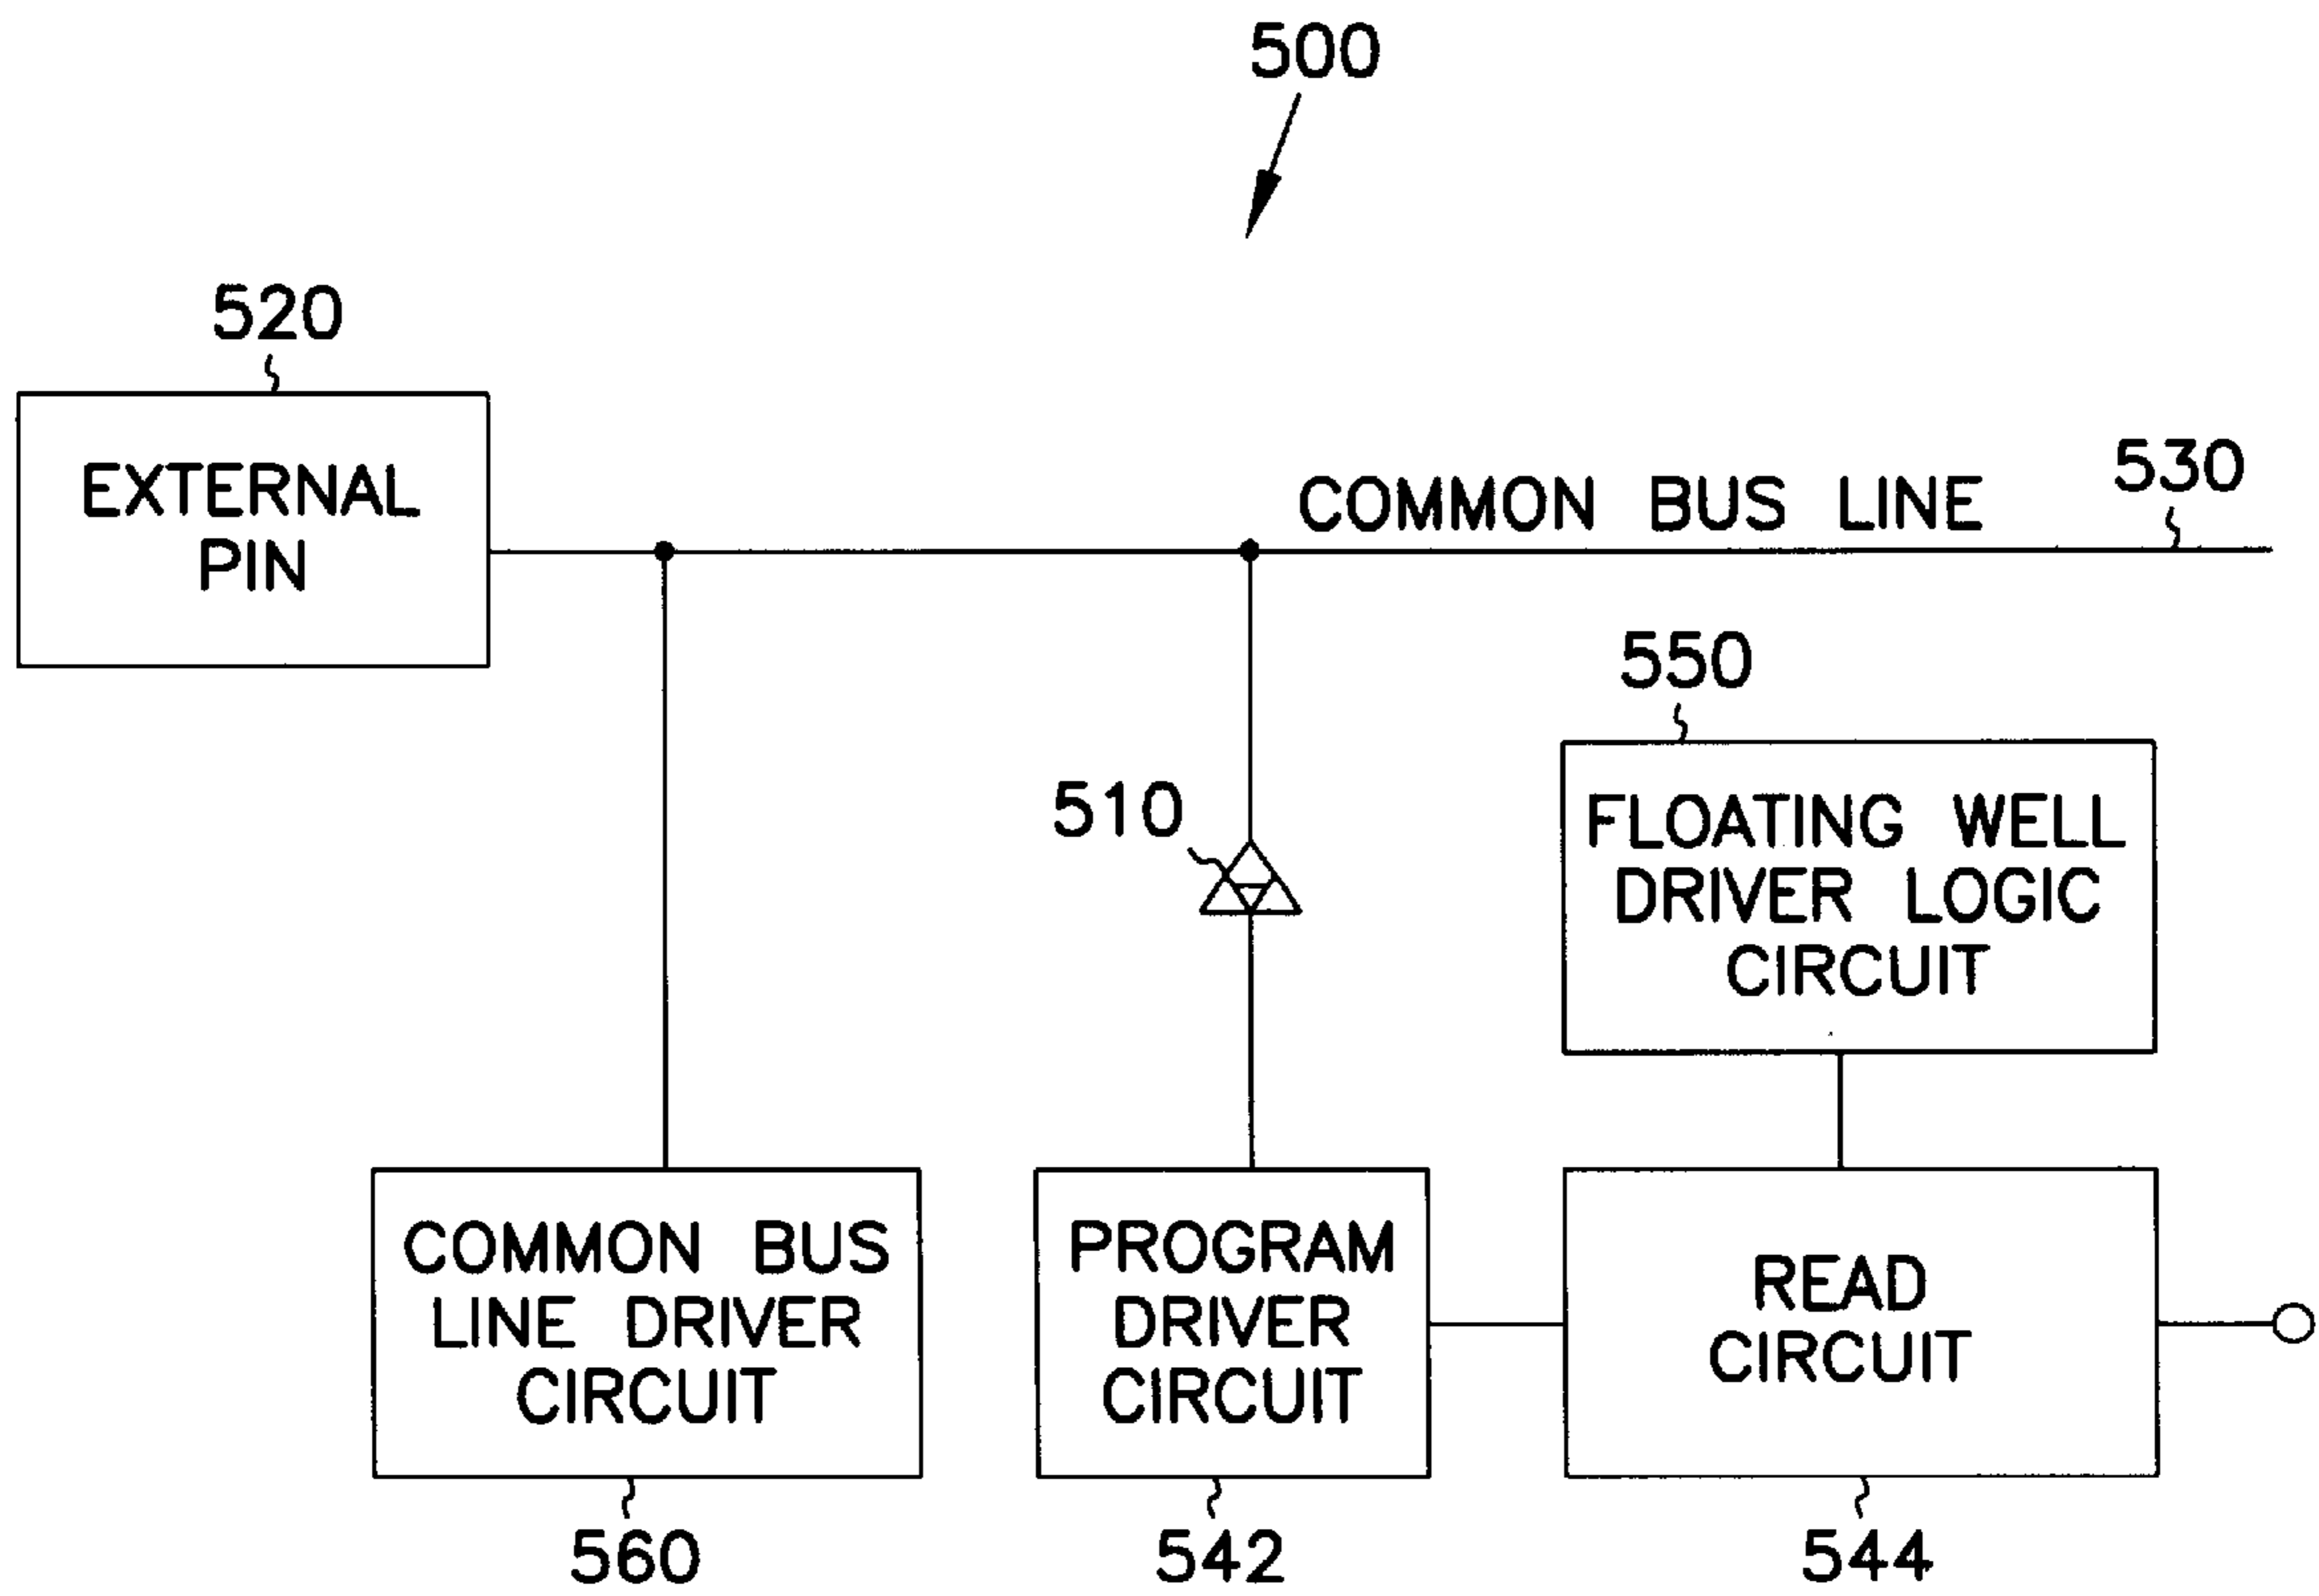 500
520
EXTERNAL
PIN
COMMON BUS LINE
530
550
FLOATING WELL
DRIVER LOGIC
CIRCUIT
510
COMMON BUS
LINE DRIVER
CIRCUIT
560
PROGRAM
DRIVER
CIRCUIT
542
READ
CIRCUIT
544